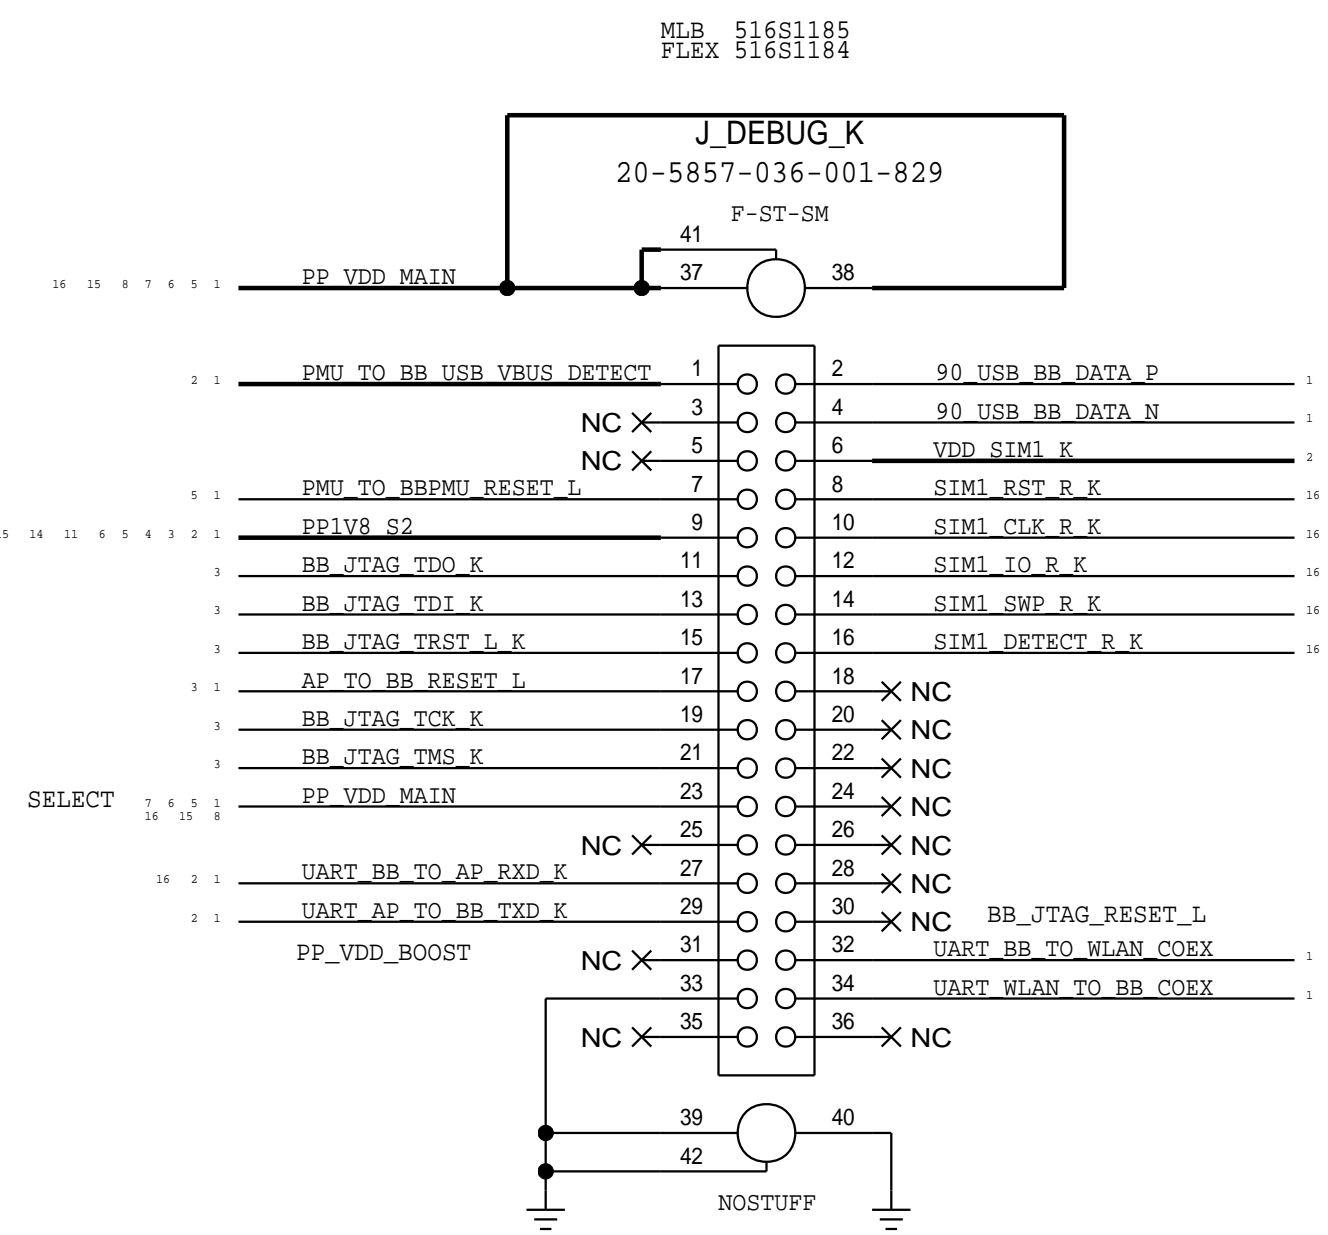 MLB 516S1185
FLEX 516S1184
J_DEBUG_K
20-5857-036-001-829
F-ST-SM
41
16 15 8 7 6 5 1 PP_VDD_MAIN 37 38
2 1 PMU_TO_BB_USB_VBUS_DETECT 1 2 90_USB_BB_DATA_P 1
NC 3 4 90_USB_BB_DATA_N 1
NC 5 6 VDD_SIM1_K 2
5 1 PMU_TO_BBPMU_RESET_L 7 8 SIM1_RST_R_K 16
15 14 11 6 5 4 3 2 1 PP1V8_S2 9 10 SIM1_CLK_R_K 16
3 BB_JTAG_TDO_K 11 12 SIM1_IO_R_K 16
3 BB_JTAG_TDI_K 13 14 SIM1_SWP_R_K 16
3 BB_JTAG_TRST_L_K 15 16 SIM1_DETECT_R_K 16
3 1 AP_TO_BB_RESET_L 17 18 NC
3 BB_JTAG_TCK_K 19 20 NC
3 BB_JTAG_TMS_K 21 22 NC
SELECT 7 6 5 1 PP_VDD_MAIN 23 24 NC
16 15 8
NC 25 26 NC
16 2 1 UART_BB_TO_AP_RXD_K 27 28 NC
2 1 UART_AP_TO_BB_TXD_K 29 30 NC BB_JTAG_RESET_L
PP_VDD_BOOST NC 31 32 UART_BB_TO_WLAN_COEX 1
33 34 UART_WLAN_TO_BB_COEX 1
NC 35 36 NC
39 40
42
NOSTUFF